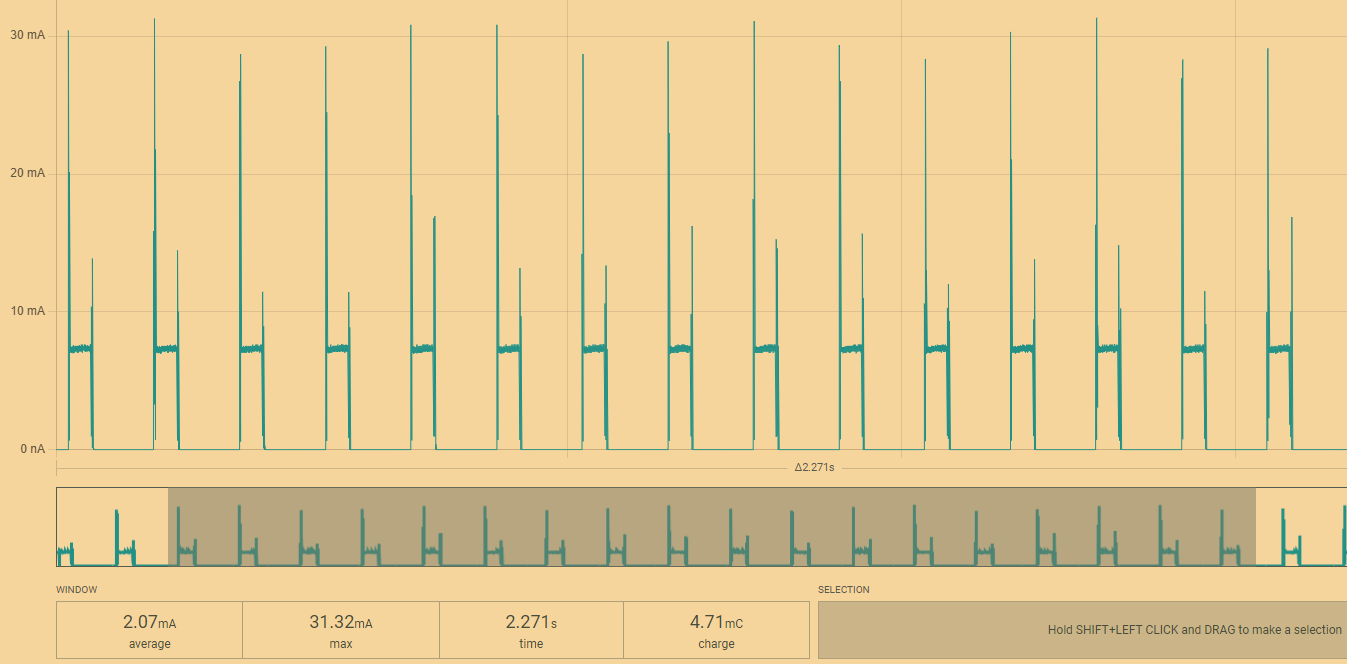 30 mA
20 mA
10 mA
0 nA
Δ2.271s
WINDOW
SELECTION
2.07mA
31.32mA
2.271s
4.71mC
average
max
time
charge
Hold SHIFT+LEFT CLICK and DRAG to make a selection